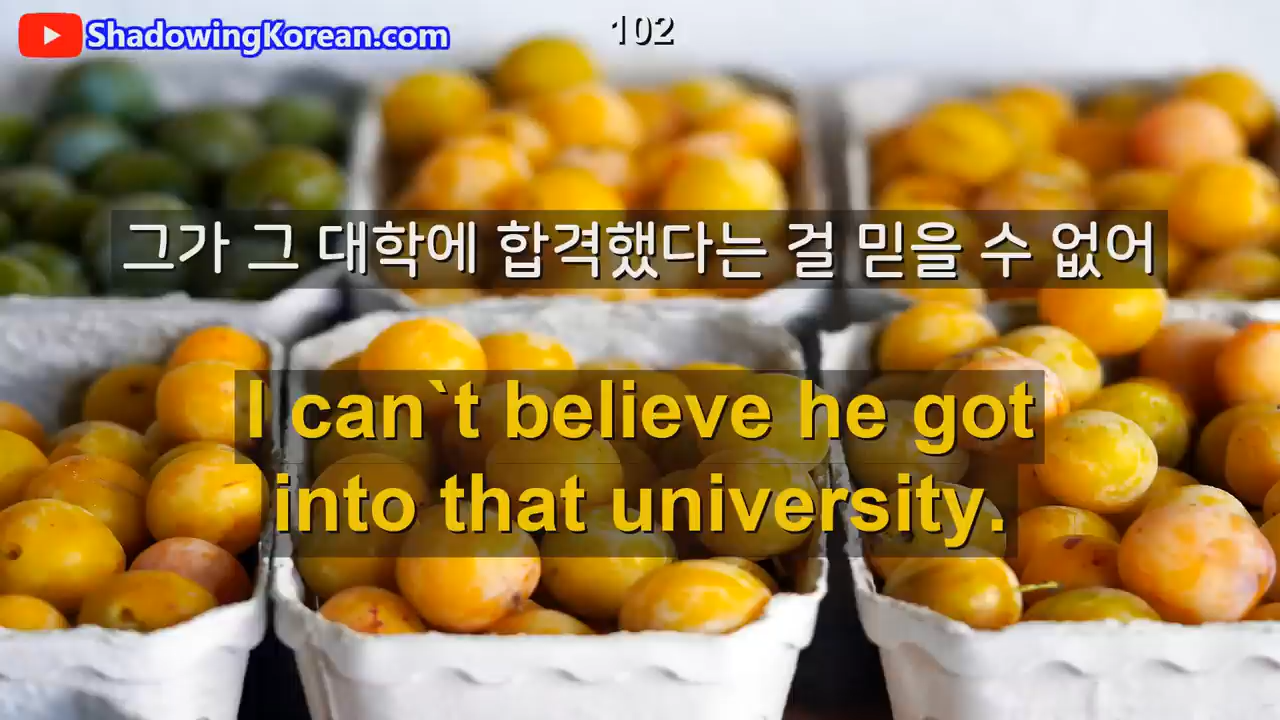 ShadowingKorean.com
102
그가 그 대학에 합격했다는 걸 믿을 수 없어
I can`t believe he got
into that university.